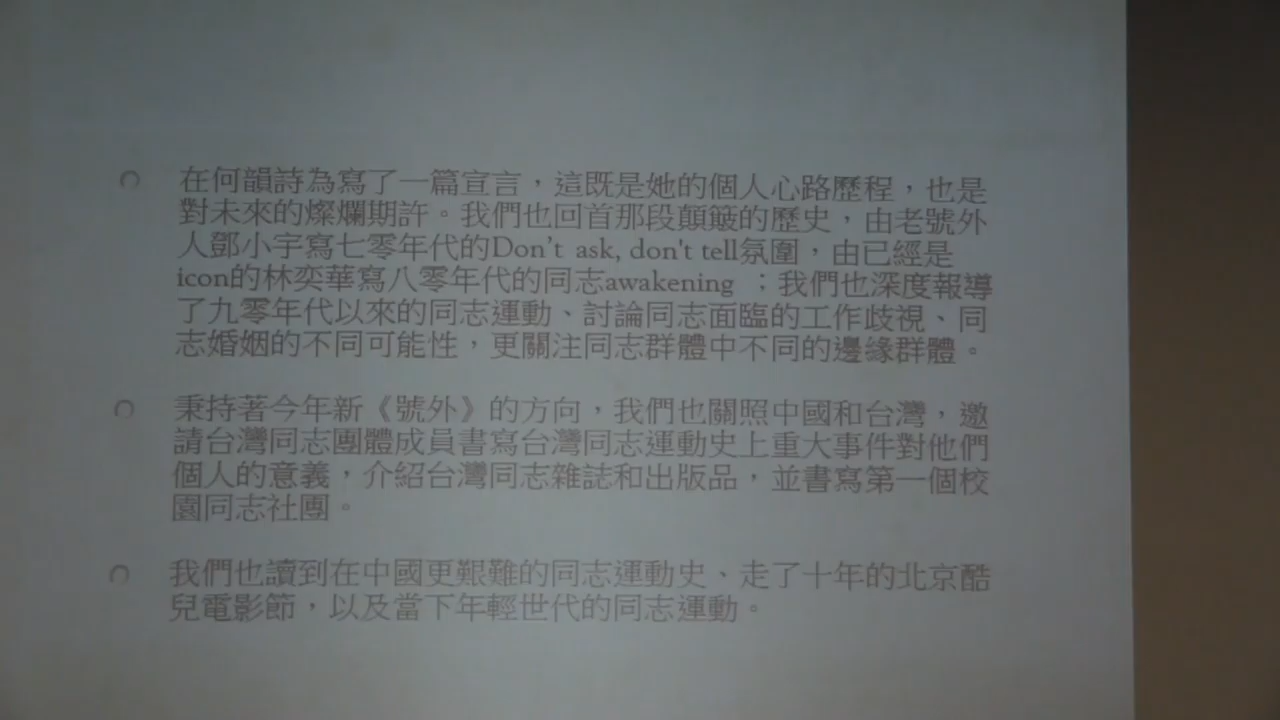 在何韻詩為寫了一篇宣言，這既是她的個人心路歷程，也是
對未來的燦爛期許。我們也回首那段顛簸的歷史，由老號外
人鄧小宇寫七零年代的Don't ask, don't tell氛圍，由已經是
icon的林奕華寫八零年代的同志awakening ；我們也深度報導
了九零年代以來的同志運動、討論同志面臨的工作歧視、同
志婚姻的不同可能性，更關注同志群體中不同的邊緣群體。
秉持著今年新《號外》的方向，我們也關照中國和台灣，邀
請台灣同志團體成員書寫台灣同志運動史上重大事件對他們
個人的意義，介紹台灣同志雜誌和出版品，並書寫第一個校
園同志社團。
我們也讀到在中國更艱難的同志運動史、走了十年的北京酷
兒電影節，以及當下年輕世代的同志運動。